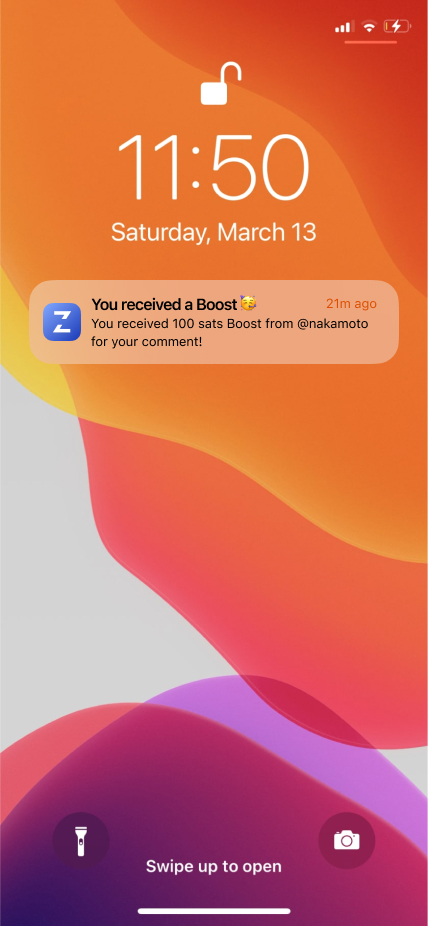 11:50
Saturday, March 13
You received a Boost 🥳
21m ago
You received 100 sats Boost from @nakamoto
for your comment!
Swipe up to open